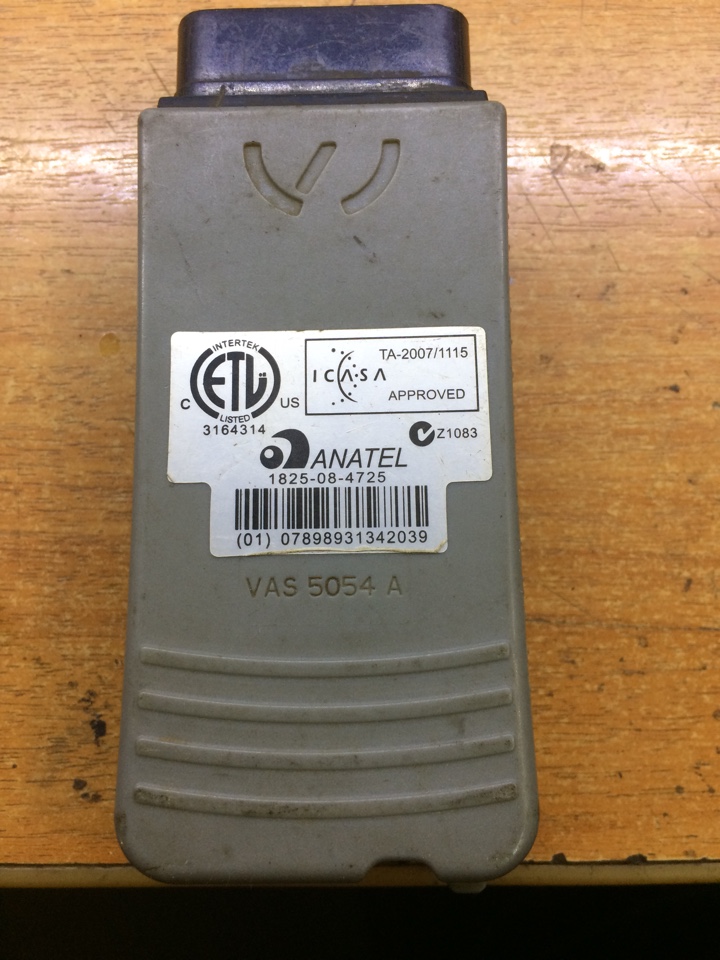 INTERTEK
ETL
C US
LISTED
3164314
ICASA
TA-2007/1115
APPROVED
Z1083
ANATEL
1825-08-4725
(01) 07898931342039
VAS 5054 A